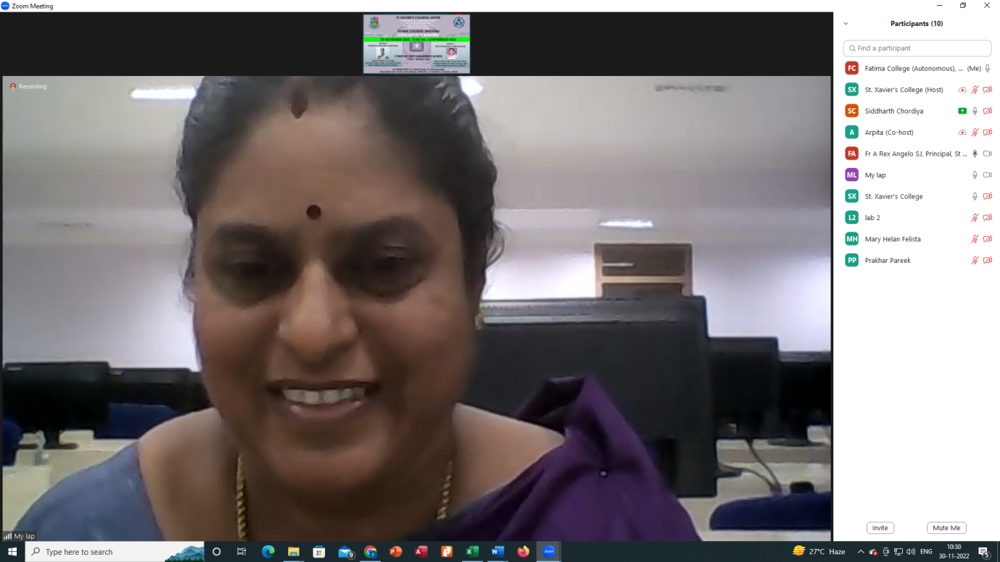 Zoom Meeting
ST XAVIER'S COLLEGE-JAIPUR
FATIMA COLLEGE, MADURAI
30 NOVEMBER 2022, 10:00 AM, CONFERENCE HALL
CYBER SECURITY AWARENESS MONTH
Recording
My lap
Participants (10)
Find a participant
FC Fatima College (Autonomous), ... (Me)
SX St. Xavier's College (Host)
SC Siddharth Chordiya
A Arpita (Co-host)
FA Fr A Rex Angelo SJ, Principal, St ...
ML My lap
SX St. Xavier's College
L2 lab 2
MH Mary Helan Felista
PP Prakhar Pareek
Invite
Mute Me
Type here to search
9
zoom
27°C Haze
ENG
10:30
30-11-2022
5